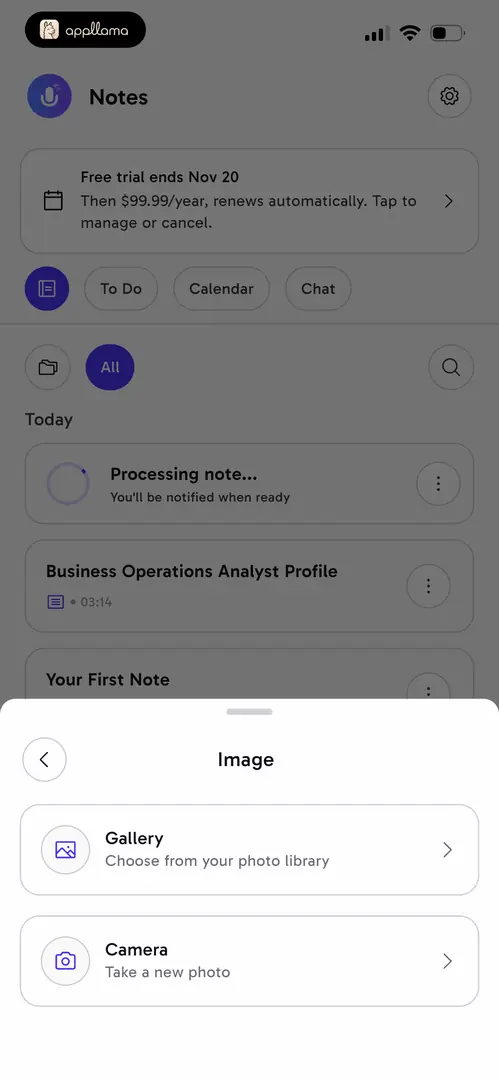 appllama
Notes
Free trial ends Nov 20
Then $99.99/year, renews automatically. Tap to
manage or cancel.
To Do
Calendar
Chat
All
Today
Processing note...
You'll be notified when ready
Business Operations Analyst Profile
• 03:14
Your First Note
Image
Gallery
Choose from your photo library
Camera
Take a new photo